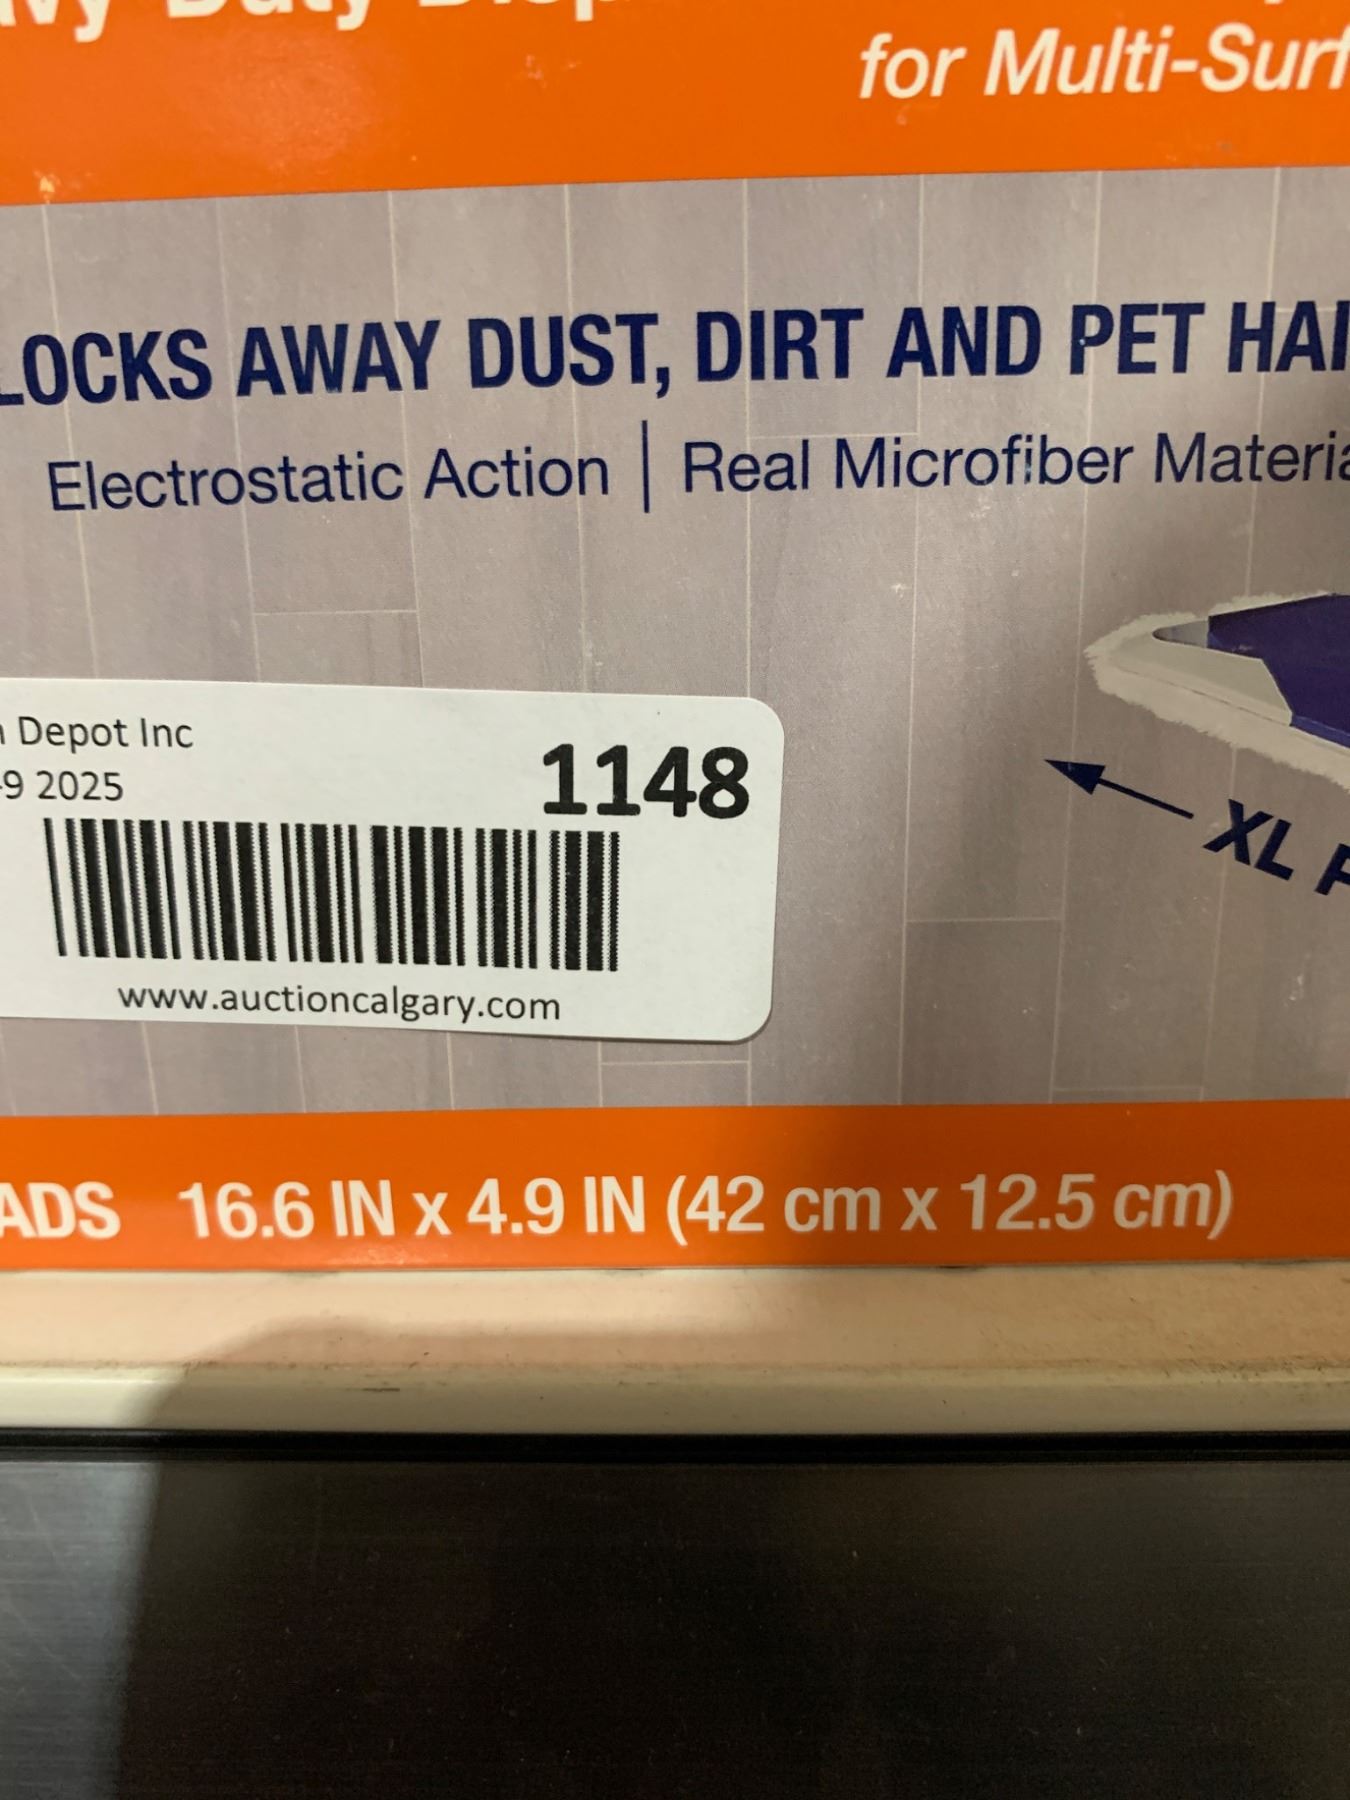 for Multi-Surf
LOCKS AWAY DUST, DIRT AND PET HAI
Electrostatic Action | Real Microfiber Materia
Depot Inc
1148
-9 2025
www.auctioncalgary.com
XL
ADS 16.6 IN x 4.9 IN (42 cm x 12.5 cm)